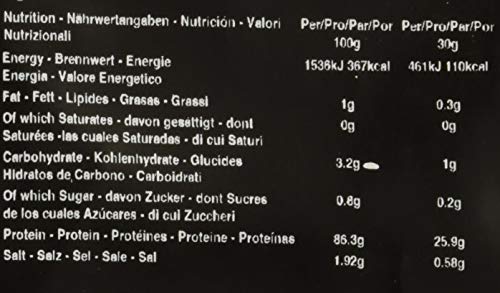 Nutrition - Nährwertangaben - Nutrición - Valori Per/Pro/Par/Por Per/Pro/Par/Por
Nutrizionali 100g 30g
Energy - Brennwert - Energie 1536kJ 367kcal 461kJ 110kcal
Energia - Valore Energetico
Fat - Fett - Lipides - Grasas - Grassi 1g 0.3g
Of which Saturates - davon gesättigt - dont 0g 0g
Saturées - las cuales Saturadas - di cui Saturi
Carbohydrate - Kohlenhydrate - Glucides 3.2g 1g
Hidratos de Carbono - Carboidrati
Of which Sugar - davon Zucker - dont Sucres 0.8g 0.2g
de los cuales Azúcares - di cui Zuccheri
Protein - Protein - Protéines - Proteine - Proteínas 86.3g 25.9g
Salt - Salz - Sel - Sale - Sal 1.92g 0.58g